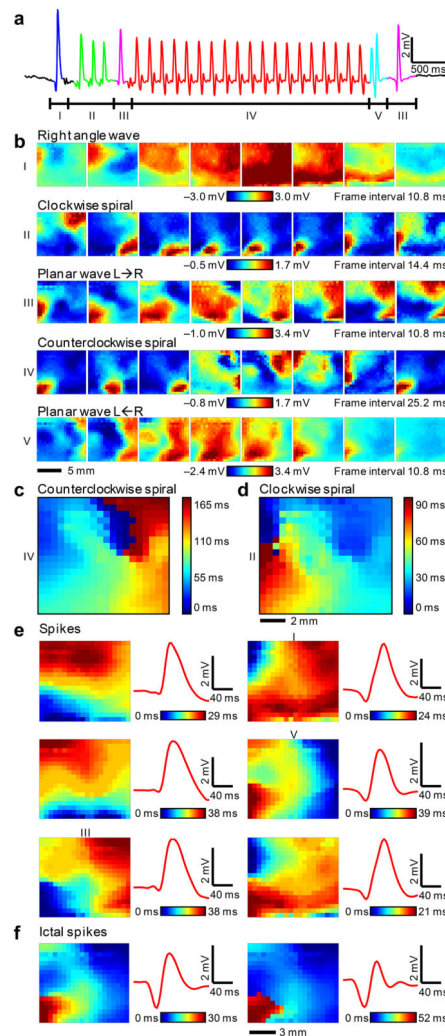 a
2 mV
500 ms
I II III IV V III
b Right angle wave
I
−3.0 mV 3.0 mV Frame interval 10.8 ms
Clockwise spiral
II
−0.5 mV 1.7 mV Frame interval 14.4 ms
Planar wave L→R
III
−1.0 mV 3.4 mV Frame interval 10.8 ms
Counterclockwise spiral
IV
−0.8 mV 1.7 mV Frame interval 25.2 ms
Planar wave L←R
V
5 mm −2.4 mV 3.4 mV Frame interval 10.8 ms
c Counterclockwise spiral d Clockwise spiral
165 ms 90 ms
110 ms 60 ms
IV II
55 ms 30 ms
0 ms 0 ms
2 mm
e Spikes I
2 mV 2 mV
40 ms 40 ms
0 ms 29 ms 0 ms 24 ms
V
2 mV 2 mV
40 ms 40 ms
0 ms 38 ms 0 ms 39 ms
III
2 mV 2 mV
40 ms 40 ms
0 ms 38 ms 0 ms 21 ms
f Ictal spikes
2 mV 2 mV
40 ms 40 ms
0 ms 30 ms 0 ms 52 ms
3 mm